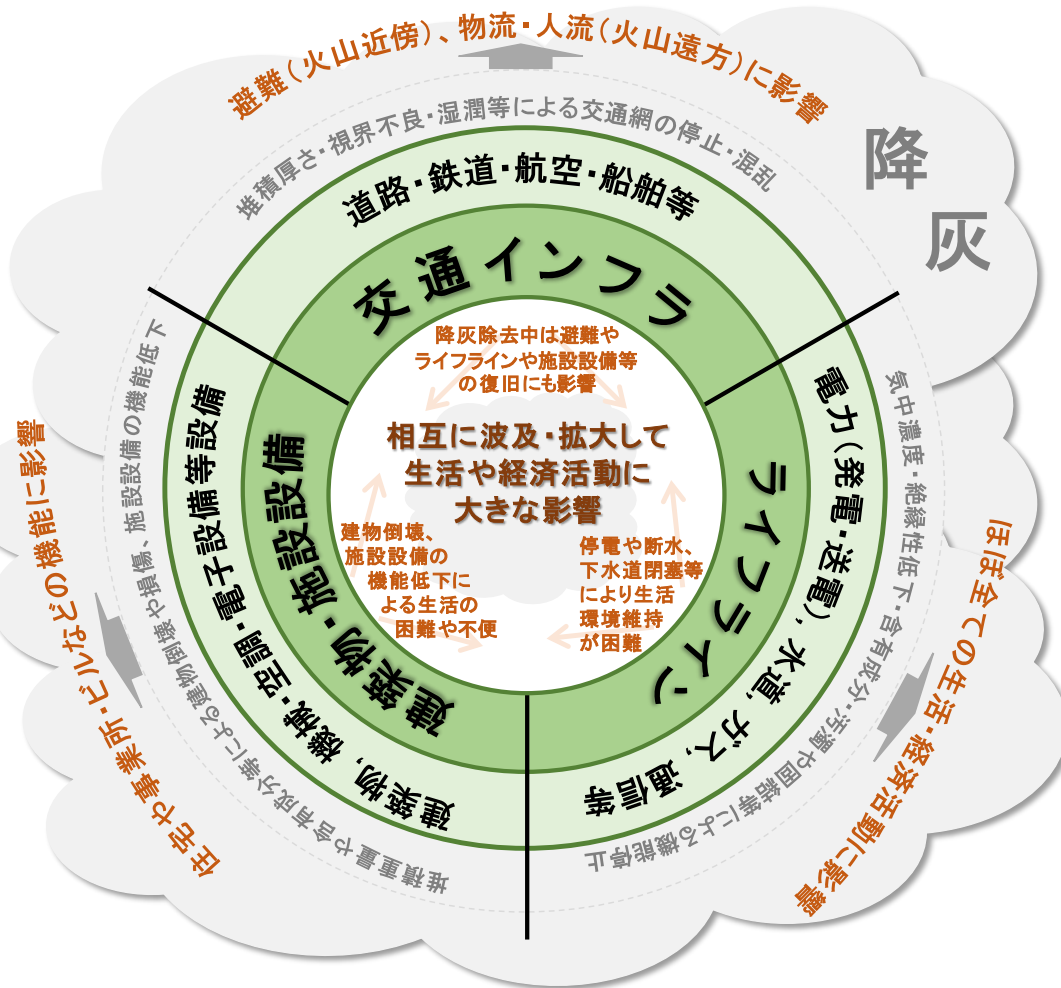 避難(火山近傍)、物流・人流(火山遠方)に影響
堆積厚さ・視界不良・湿潤等による交通網の停止・混乱
道路・鉄道・航空・船舶等
交通インフラ
降灰
降灰除去中は避難や
ライフラインや施設設備等
の復旧にも影響
相互に波及・拡大して
生活や経済活動に
大きな影響
建物倒壊、
施設設備の
機能低下に
よる生活の
困難や不便
停電や断水、
下水道閉塞等
により生活
環境維持
が困難
ライフライン
電力(発電・送電), 水道, ガス, 通信等
気中濃度・絶縁性低下・含有成分・汚濁や固結等による機能停止
ほぼ全ての生活・経済活動に影響
建築物・施設設備
建築物, 機械・空調・電子設備等設備
堆積重量や含有成分等による建物倒壊や損傷、施設設備の機能低下
住宅や事業所・ビルなどの機能に影響